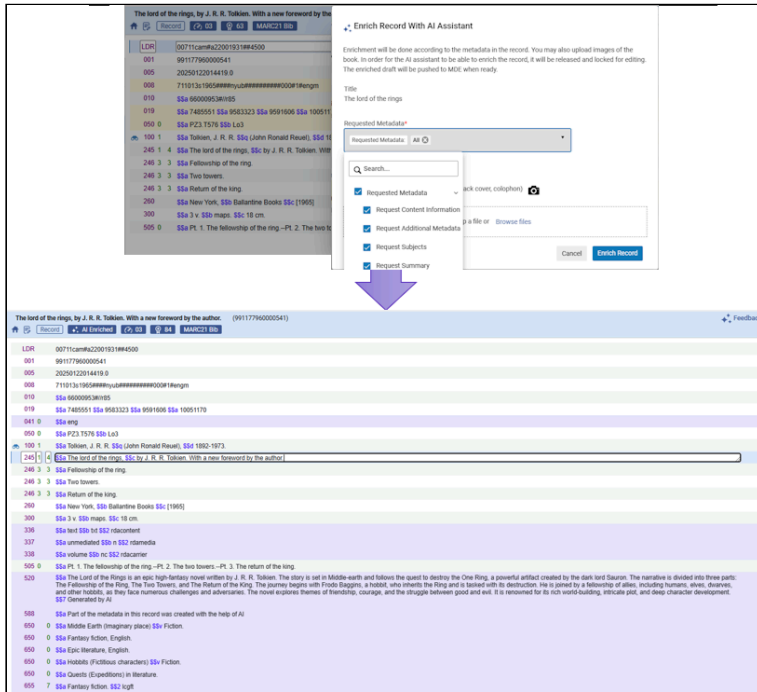 The lord of the rings, by J. R. R. Tolkien. With a new foreword by the
Record 03 63 MARC21 Bib
LDR 00711cam#a22001931##4500
001 991177960000541
005 20250122014419.0
008 711013s1965####nyub##########000#1#engm
010 $$a 66000953#//r85
019 $$a 7485551 $$a 9583323 $$a 9591606 $$a 100511
050 0 $$a PZ3.T576 $$b Lo3
100 1 $$a Tolkien, J. R. R. $$q (John Ronald Reuel), $$d 18
245 1 4 $$a The lord of the rings, $$c by J. R. R. Tolkien. With
246 3 3 $$a Fellowship of the ring.
246 3 3 $$a Two towers.
246 3 3 $$a Return of the king.
260 $$a New York, $$b Ballantine Books $$c [1965]
300 $$a 3 v. $$b maps. $$c 18 cm.
505 0 $$a Pt. 1. The fellowship of the ring.--Pt. 2. The two to
Enrich Record With AI Assistant
Enrichment will be done according to the metadata in the record. You may also upload images of the
book. In order for the AI assistant to be able to enrich the record, it will be released and locked for editing.
The enriched draft will be pushed to MDE when ready.
Title
The lord of the rings
Requested Metadata*
Requested Metadata All
Search...
Requested Metadata
Request Content Information
Request Additional Metadata
Request Subjects
Request Summary
ack cover, colophon)
p a file or Browse files
Cancel Enrich Record
The lord of the rings, by J. R. R. Tolkien. With a new foreword by the author. (991177960000541)
Feedbac
Record AI Enriched 03 84 MARC21 Bib
LDR 00711cam#a22001931##4500
001 991177960000541
005 20250122014419.0
008 711013s1965####nyub##########000#1#engm
010 $$a 66000953#//r85
019 $$a 7485551 $$a 9583323 $$a 9591606 $$a 10051170
041 0 $$a eng
050 0 $$a PZ3.T576 $$b Lo3
100 1 $$a Tolkien, J. R. R. $$q (John Ronald Reuel), $$d 1892-1973.
245 1 4 $$a The lord of the rings, $$c by J. R. R. Tolkien. With a new foreword by the author.
246 3 3 $$a Fellowship of the ring.
246 3 3 $$a Two towers.
246 3 3 $$a Return of the king.
260 $$a New York, $$b Ballantine Books $$c [1965]
300 $$a 3 v. $$b maps. $$c 18 cm.
336 $$a text $$b txt $$2 rdacontent
337 $$a unmediated $$b n $$2 rdamedia
338 $$a volume $$b nc $$2 rdacarrier
505 0 $$a Pt. 1. The fellowship of the ring.--Pt. 2. The two towers.--Pt. 3. The return of the king.
520 $$a The Lord of the Rings is an epic high-fantasy novel written by J. R. R. Tolkien. The story is set in Middle-earth and follows the quest to destroy the One Ring, a powerful artifact created by the dark lord Sauron. The narrative is divided into three parts:
The Fellowship of the Ring, The Two Towers, and The Return of the King. The journey begins with Frodo Baggins, a hobbit, who inherits the Ring and is tasked with its destruction. He is joined by a fellowship of allies, including humans, elves, dwarves,
and other hobbits, as they face numerous challenges and adversaries. The novel explores themes of friendship, courage, and the struggle between good and evil. It is renowned for its rich world-building, intricate plot, and deep character development.
$$7 Generated by AI
588 $$a Part of the metadata in this record was created with the help of AI
650 0 $$a Middle Earth (Imaginary place) $$v Fiction.
650 0 $$a Fantasy fiction, English.
650 0 $$a Epic literature, English.
650 0 $$a Hobbits (Fictitious characters) $$v Fiction.
650 0 $$a Quests (Expeditions) in literature.
655 7 $$a Fantasy fiction. $$2 lcgft